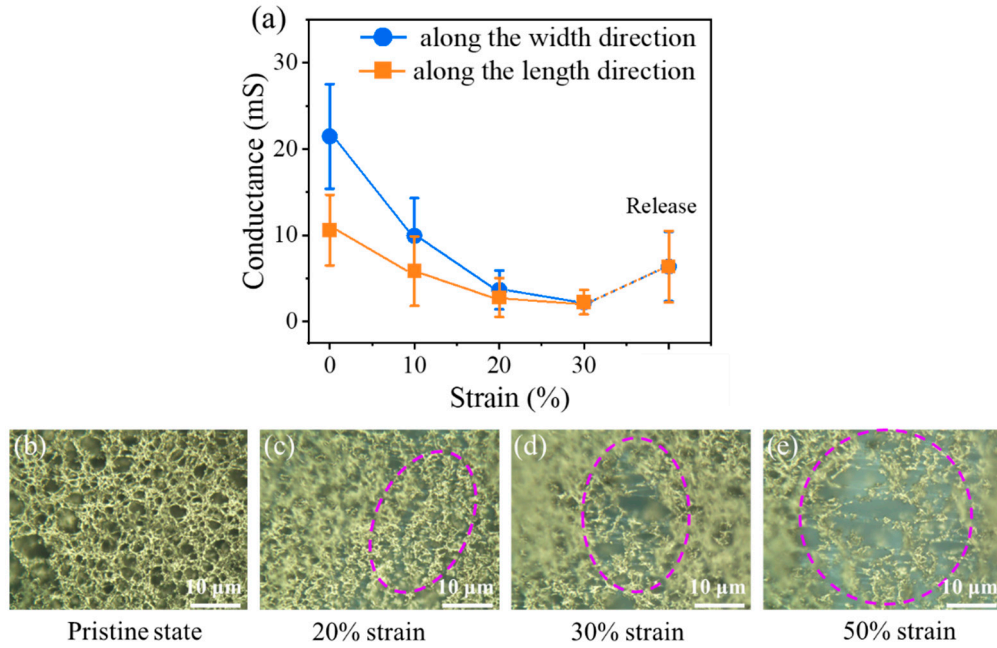 (a)
along the width direction
along the length direction
Conductance (mS)
30
20
10
0
Release
0 10 20 30
Strain (%)
(b) (c) (d) (e)
10 μm 10 μm 10 μm 10 μm
Pristine state 20% strain 30% strain 50% strain